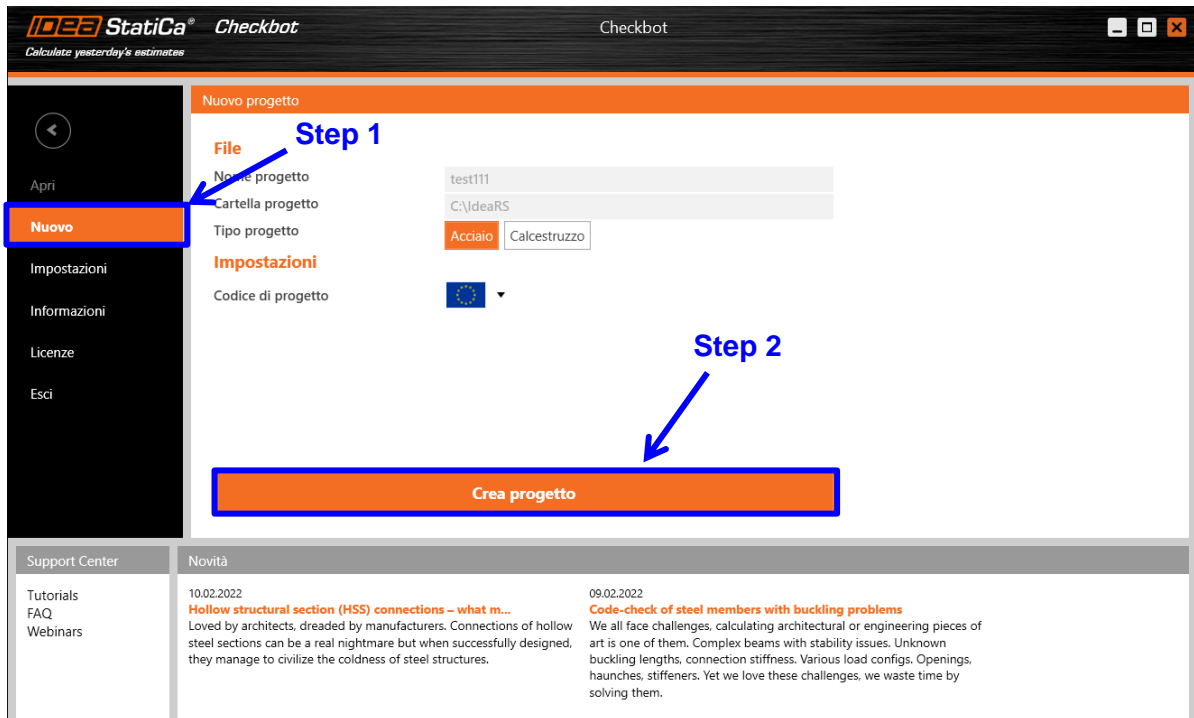 IDEA StatiCa® Checkbot
Calculate yesterday's estimates
Checkbot
Nuovo progetto
Apri
Nuovo
Impostazioni
Informazioni
Licenze
Esci
Step 1
File
Nome progetto test111
Cartella progetto C:\IdeaRS
Tipo progetto Acciaio Calcestruzzo
Impostazioni
Codice di progetto
Step 2
Crea progetto
Support Center
Tutorials
FAQ
Webinars
Novità
10.02.2022
Hollow structural section (HSS) connections – what m...
Loved by architects, dreaded by manufacturers. Connections of hollow
steel sections can be a real nightmare but when successfully designed,
they manage to civilize the coldness of steel structures.
09.02.2022
Code-check of steel members with buckling problems
We all face challenges, calculating architectural or engineering pieces of
art is one of them. Complex beams with stability issues. Unknown
buckling lengths, connection stiffness. Various load configs. Openings,
haunches, stiffeners. Yet we love these challenges, we waste time by
solving them.